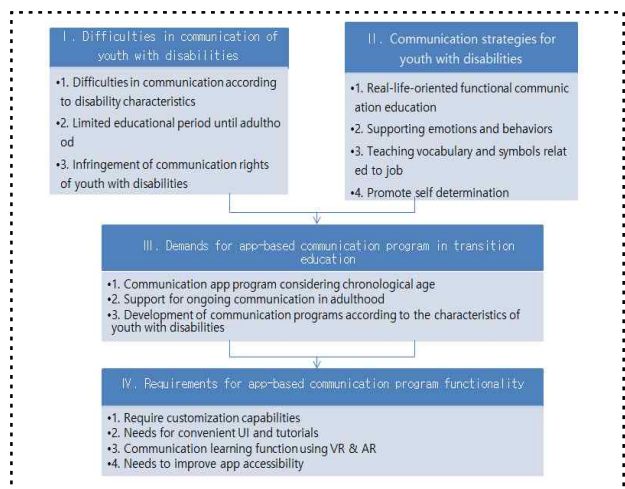 Ⅰ. Difficulties in communication of
youth with disabilities
•1. Difficulties in communication according
to disability characteristics
•2. Limited educational period until adultho
od
•3. Infringement of communication rights
of youth with disabilities
Ⅱ. Communication strategies for
youth with disabilities
•1. Real-life-oriented functional communic
ation education
•2. Supporting emotions and behaviors
•3. Teaching vocabulary and symbols relat
ed to job
•4. Promote self determination
Ⅲ. Demands for app-based communication program in transition
education
•1. Communication app program considering chronological age
•2. Support for ongoing communication in adulthood
•3. Development of communication programs according to the characteristics of
youth with disabilities
Ⅳ. Requirements for app-based communication program functionality
•1. Require customization capabilities
•2. Needs for convenient UI and tutorials
•3. Communication learning function using VR & AR
•4. Needs to improve app accessibility